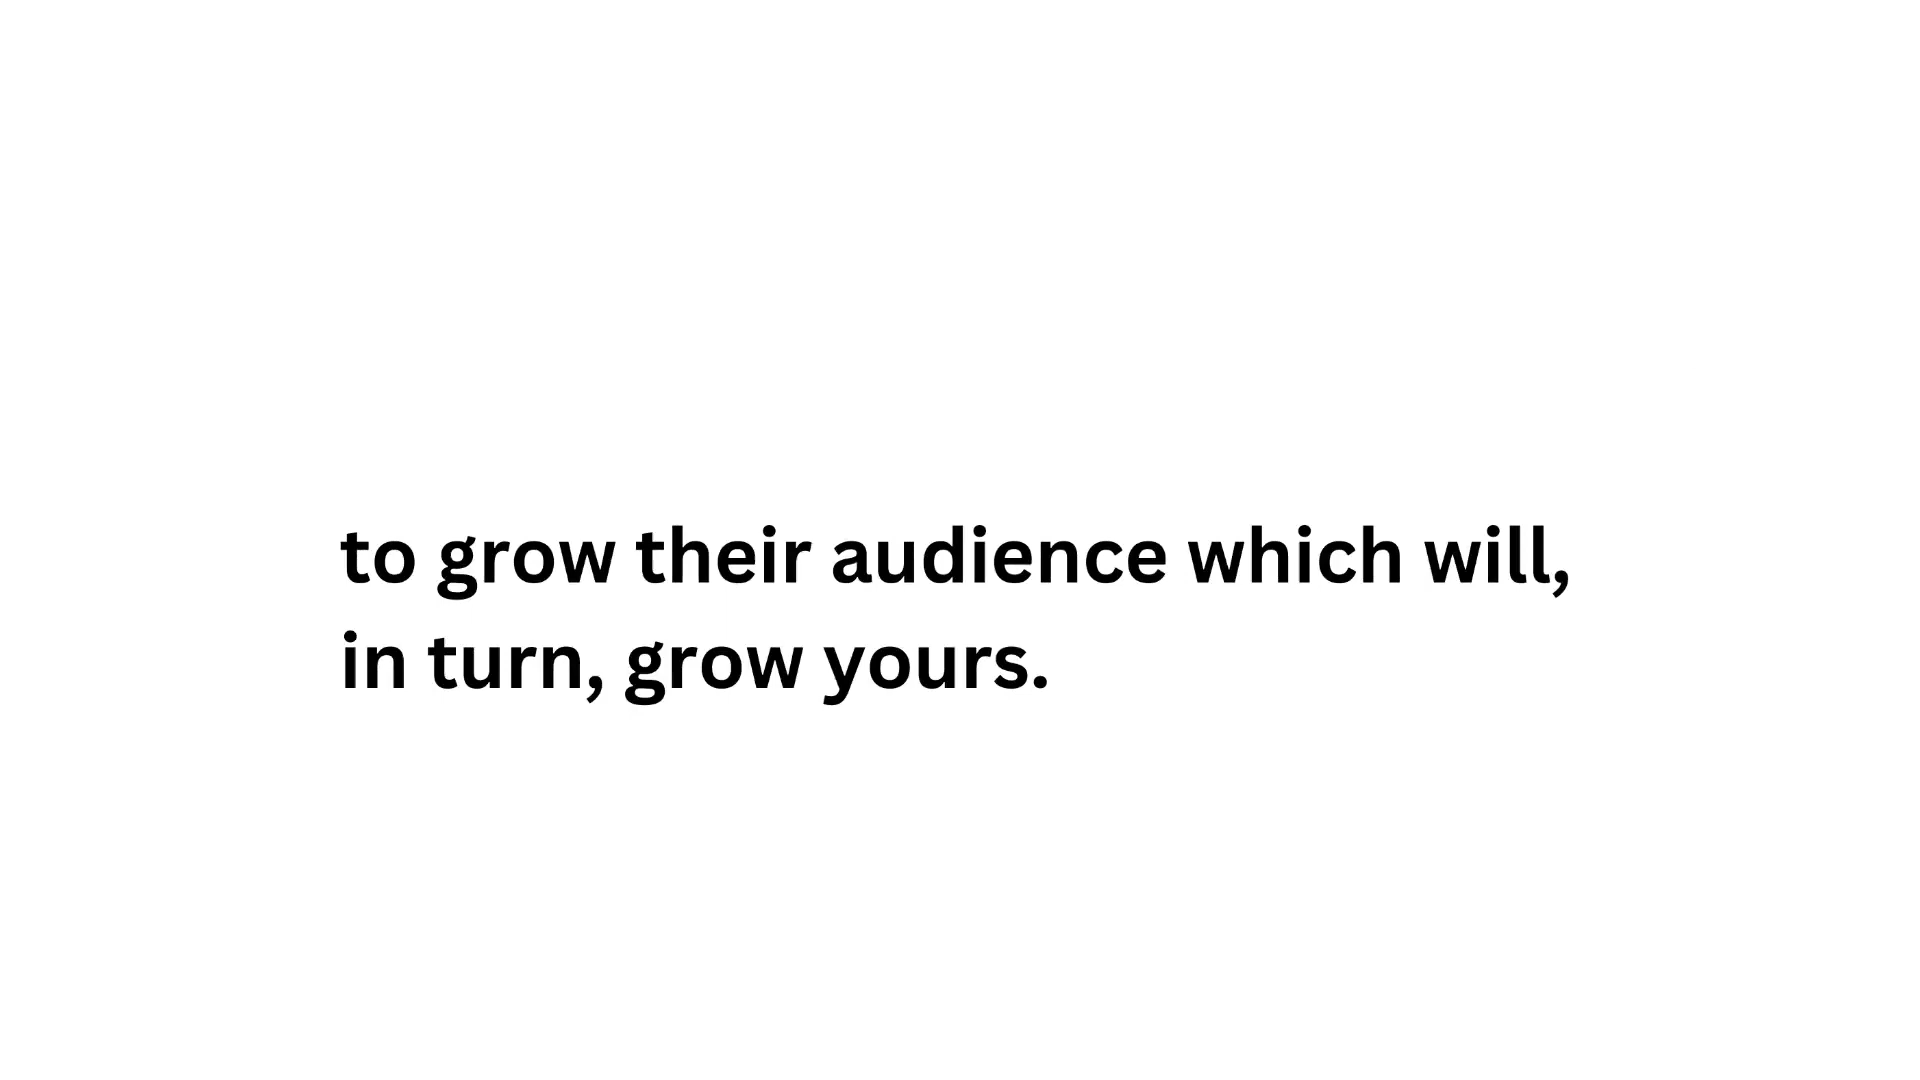 to grow their audience which will,
in turn, grow yours.